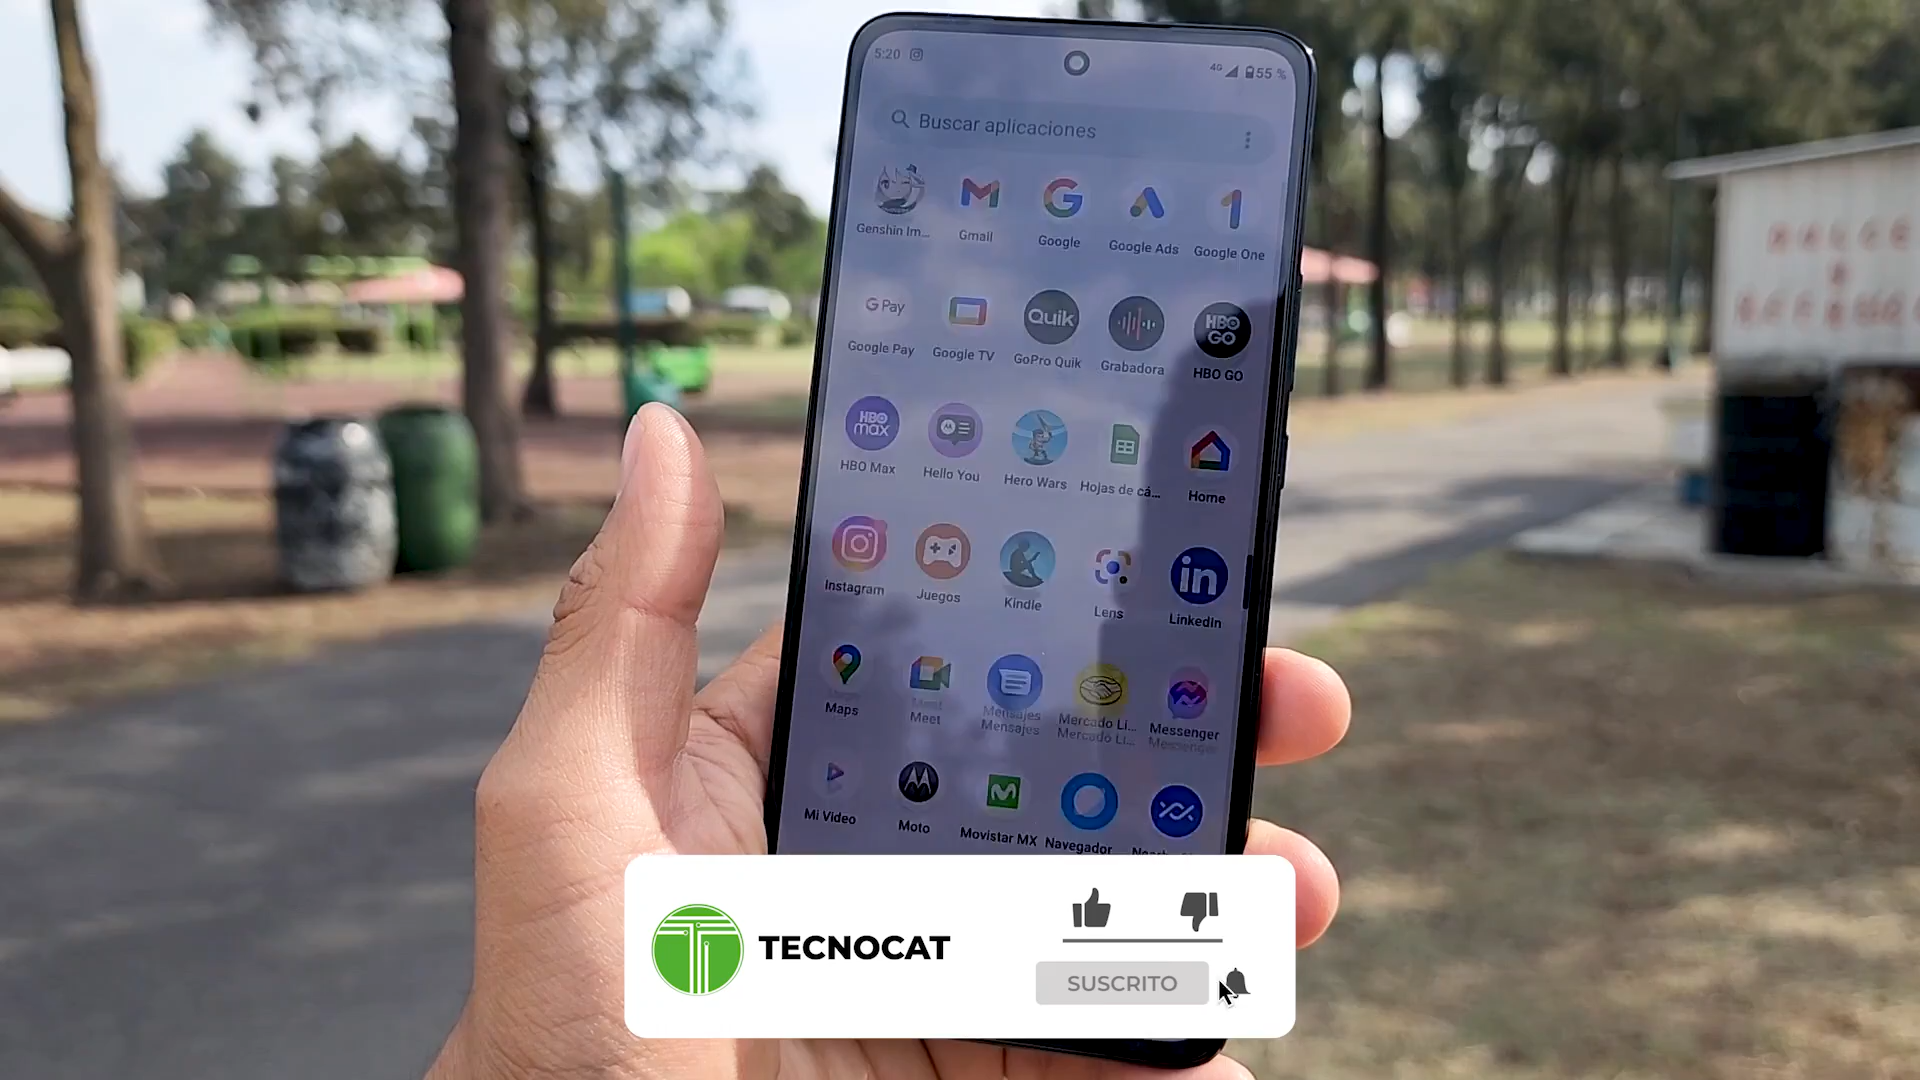 5:20
4G 55 %
Buscar aplicaciones
Genshin Im... Gmail Google Google Ads Google One
G Pay Quik HBO GO
Google Pay Google TV GoPro Quik Grabadora HBO GO
HBO max
HBO Max Hello You Hero Wars Hojas de cá... Home
in
Instagram Juegos Kindle Lens LinkedIn
Maps Meet Mensajes Mercado Li... Messenger
Mi Video Moto Movistar MX Navegador
TECNOCAT
SUSCRITO